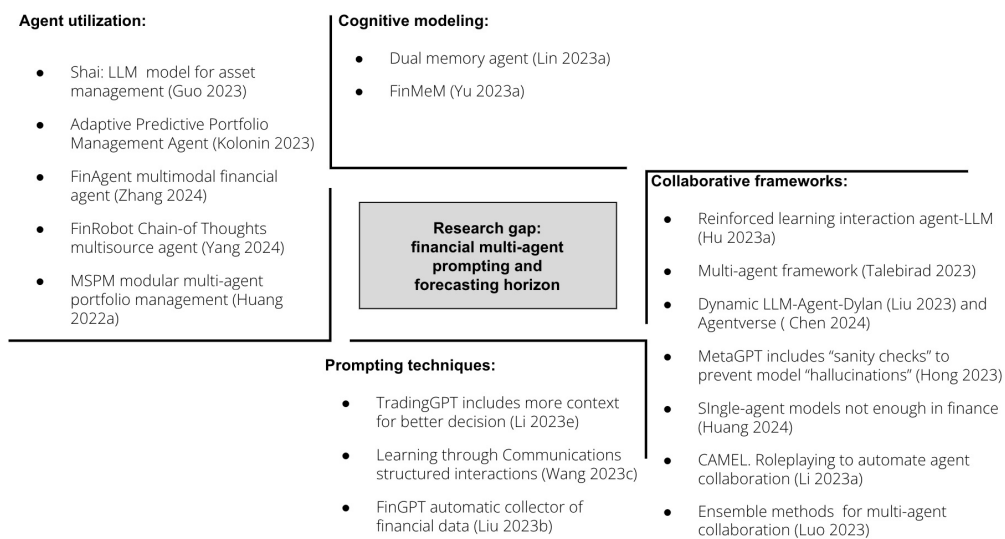 Agent utilization:
● Shai: LLM model for asset
management (Guo 2023)
● Adaptive Predictive Portfolio
Management Agent (Kolonin 2023)
● FinAgent multimodal financial
agent (Zhang 2024)
● FinRobot Chain-of Thoughts
multisource agent (Yang 2024)
● MSPM modular multi-agent
portfolio management (Huang
2022a)
Cognitive modeling:
● Dual memory agent (Lin 2023a)
● FinMeM (Yu 2023a)
Research gap:
financial multi-agent
prompting and
forecasting horizon
Prompting techniques:
● TradingGPT includes more context
for better decision (Li 2023e)
● Learning through Communications
structured interactions (Wang 2023c)
● FinGPT automatic collector of
financial data (Liu 2023b)
Collaborative frameworks:
● Reinforced learning interaction agent-LLM
(Hu 2023a)
● Multi-agent framework (Talebirad 2023)
● Dynamic LLM-Agent-Dylan (Liu 2023) and
Agentverse ( Chen 2024)
● MetaGPT includes “sanity checks” to
prevent model “hallucinations” (Hong 2023)
● SIngle-agent models not enough in finance
(Huang 2024)
● CAMEL. Roleplaying to automate agent
collaboration (Li 2023a)
● Ensemble methods for multi-agent
collaboration (Luo 2023)